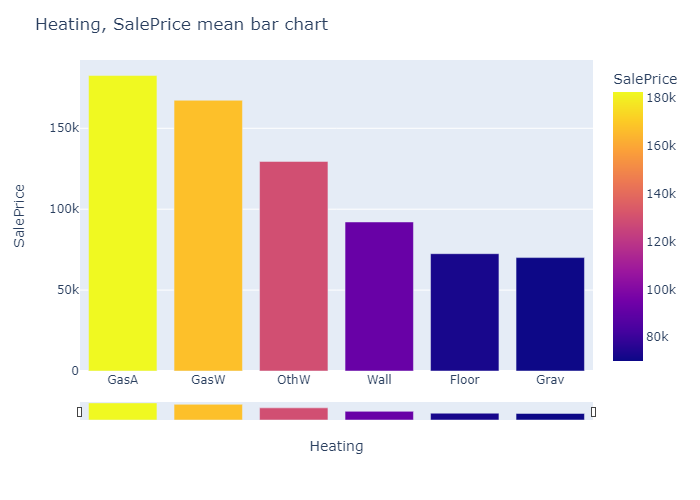 Heating, SalePrice mean bar chart
SalePrice
150k
100k
50k
0
GasA GasW OthW Wall Floor Grav
Heating
SalePrice
180k
160k
140k
120k
100k
80k